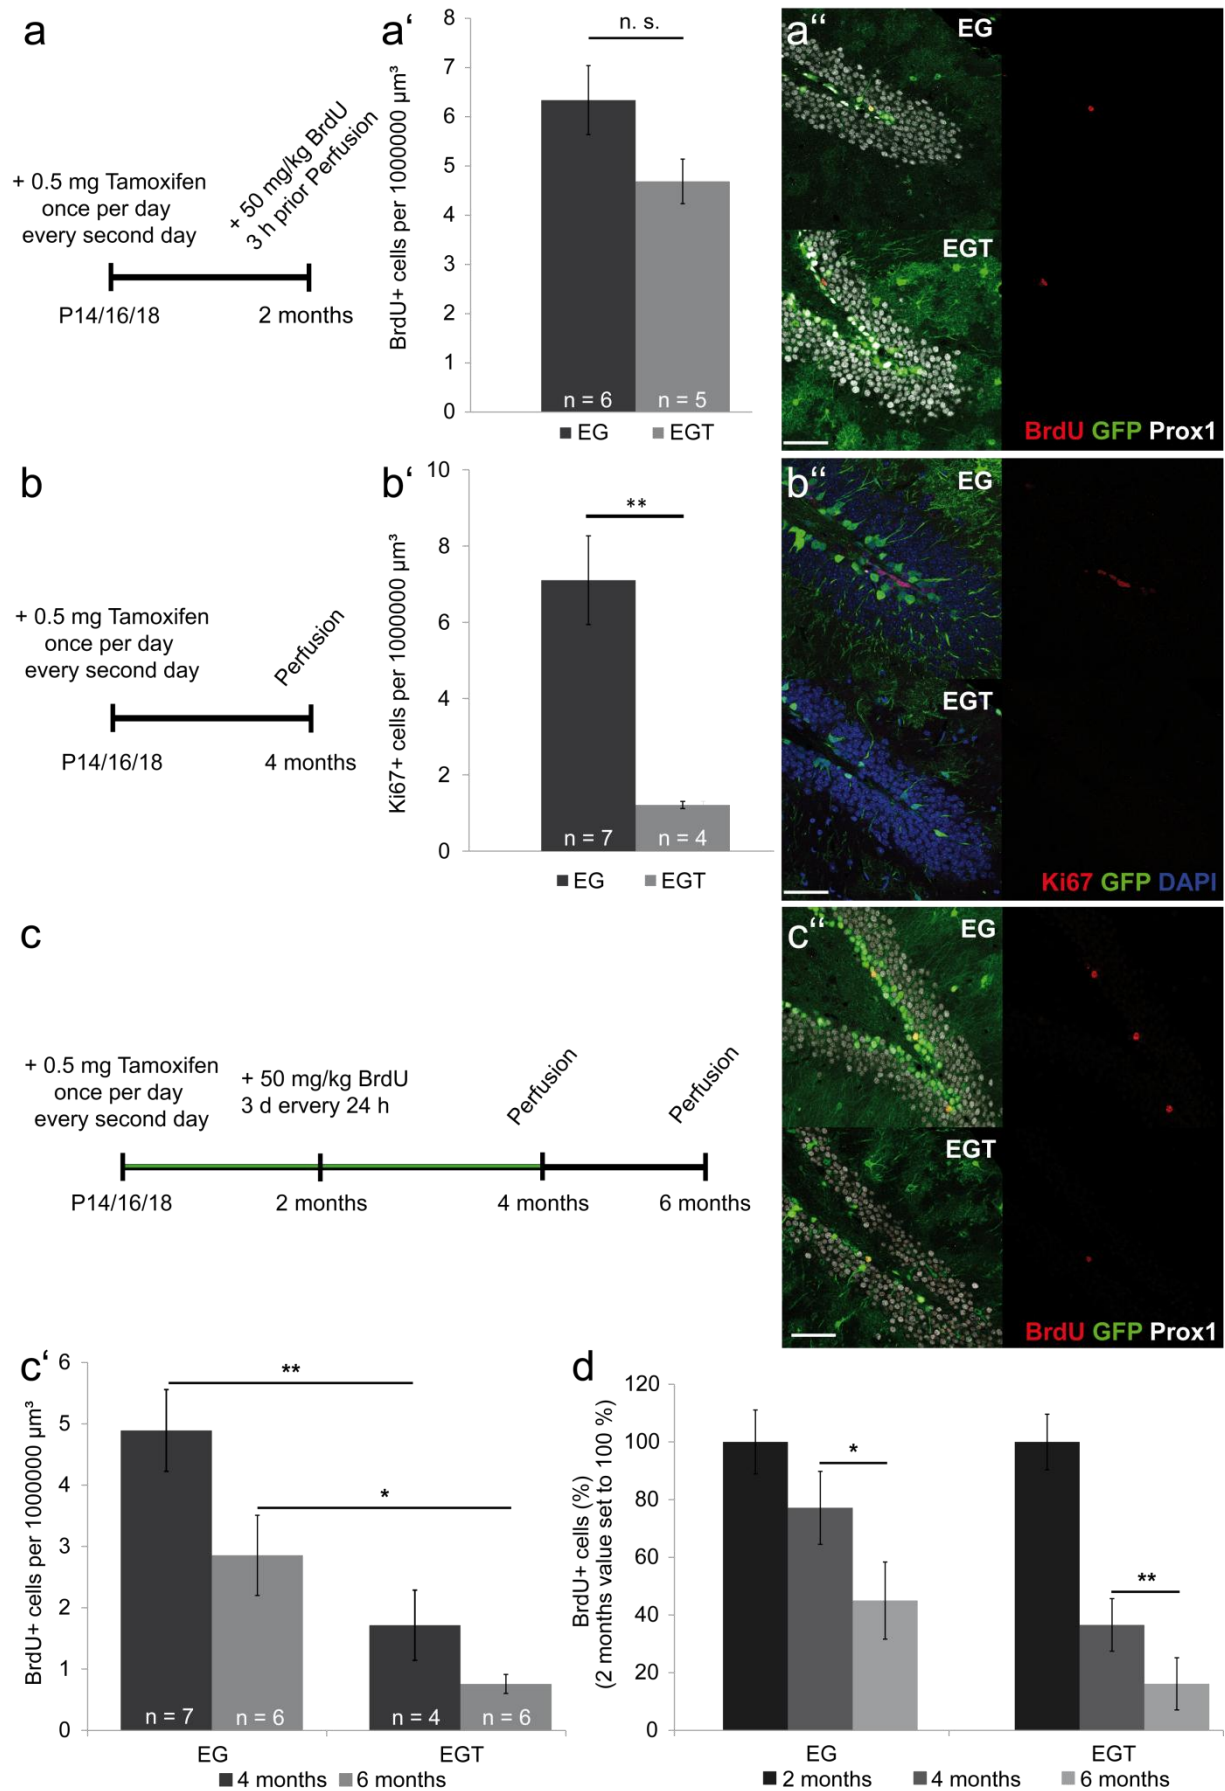 a
+ 0.5 mg Tamoxifen
once per day
every second day
+ 50 mg/kg BrdU
3 h prior Perfusion
P14/16/18
2 months
a‘
BrdU+ cells per 1000000 µm³
8
7
6
5
4
3
2
1
0
n. s.
n = 6
n = 5
EG
EGT
a“
EG
EGT
BrdU GFP Prox1
b
+ 0.5 mg Tamoxifen
once per day
every second day
Perfusion
P14/16/18
4 months
b‘
Ki67+ cells per 1000000 µm³
10
8
6
4
2
0
**
n = 7
n = 4
EG
EGT
b“
EG
EGT
Ki67 GFP DAPI
c
+ 0.5 mg Tamoxifen
once per day
every second day
+ 50 mg/kg BrdU
3 d ervery 24 h
Perfusion
Perfusion
P14/16/18
2 months
4 months
6 months
c“
EG
EGT
BrdU GFP Prox1
c‘
BrdU+ cells per 1000000 µm³
6
5
4
3
2
1
0
**
*
n = 7
n = 6
n = 4
n = 6
EG
EGT
4 months
6 months
d
BrdU+ cells (%)
(2 months value set to 100 %)
120
100
80
60
40
20
0
*
**
EG
EGT
2 months
4 months
6 months